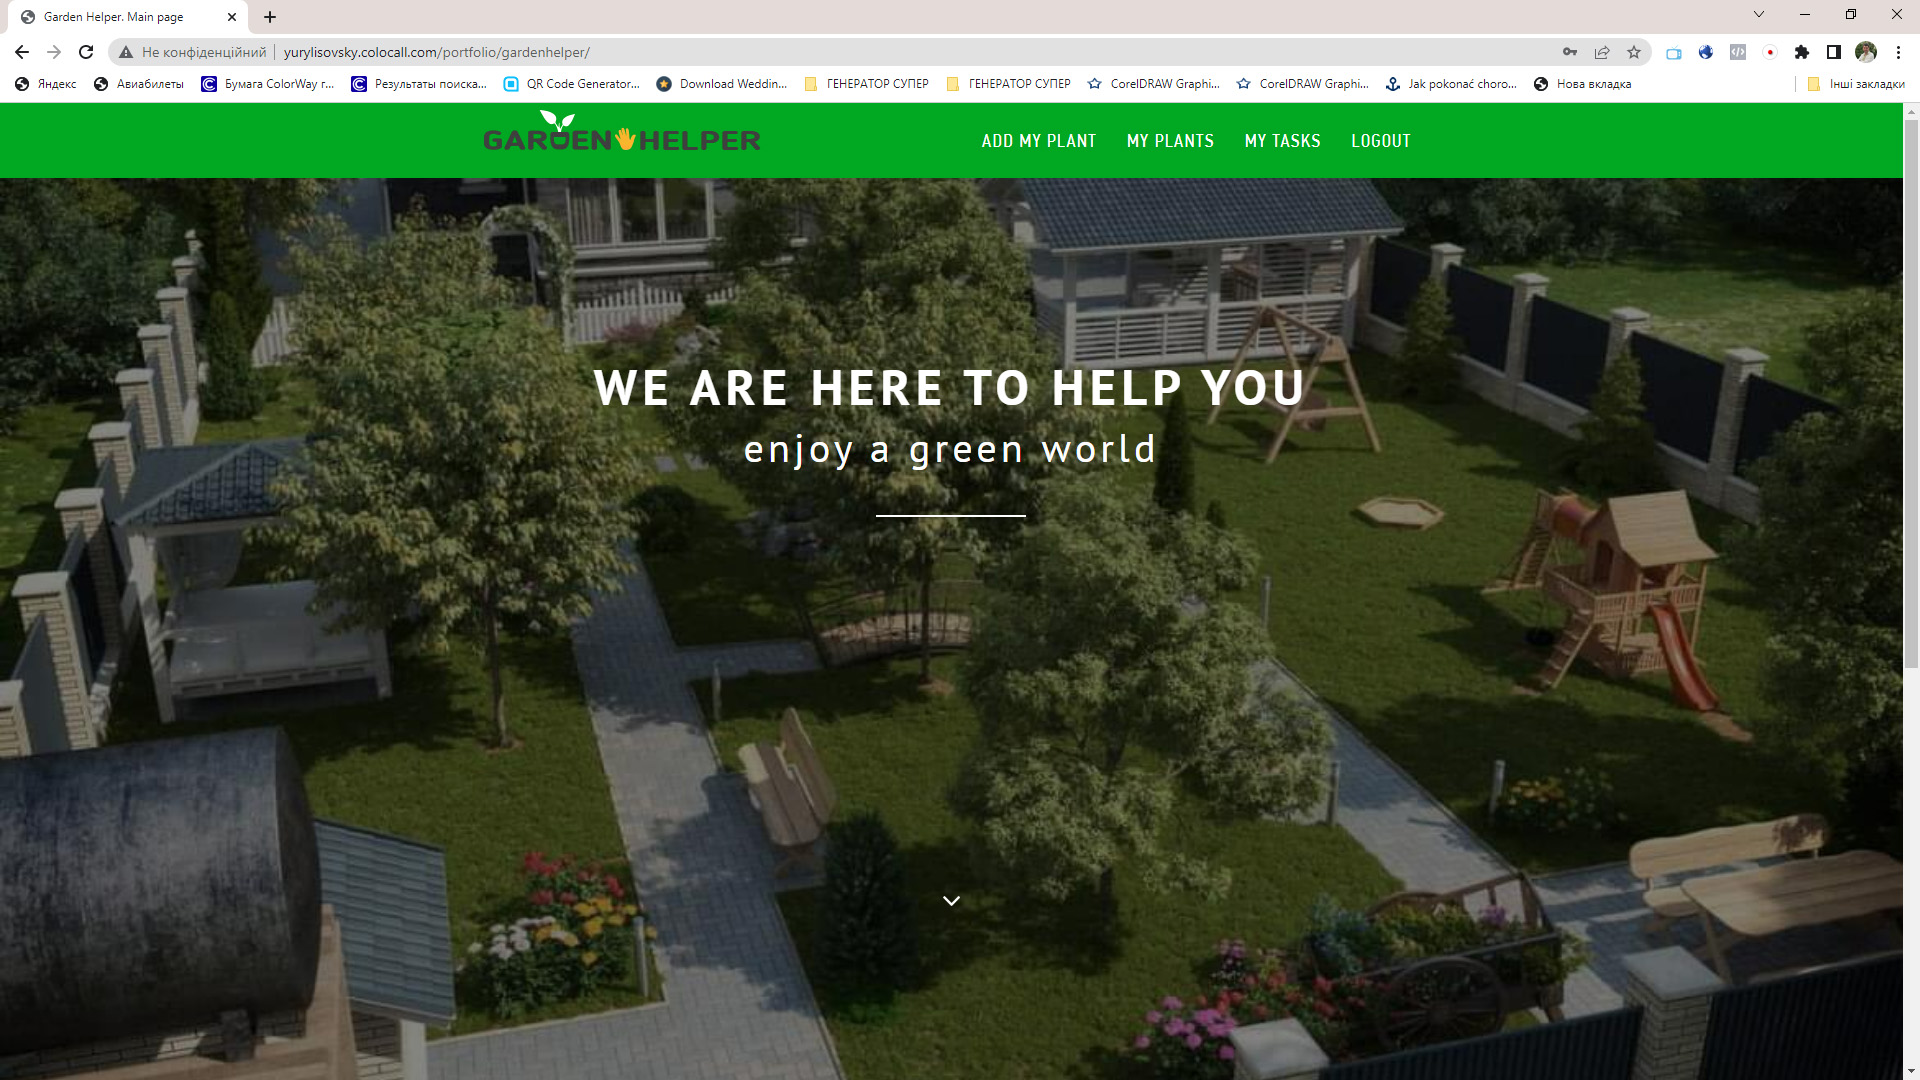 Garden Helper. Main page
Не конфіденційний yurylisovsky.colocall.com/portfolio/gardenhelper/
Яндекс Авиабилеты Бумага ColorWay г... Результаты поиска... QR Code Generator... Download Weddin... ГЕНЕРАТОР СУПЕР ГЕНЕРАТОР СУПЕР CorelDRAW Graphi... CorelDRAW Graphi... Jak pokonać choro... Нова вкладка Інші закладки
GARDEN HELPER ADD MY PLANT MY PLANTS MY TASKS LOGOUT
WE ARE HERE TO HELP YOU
enjoy a green world